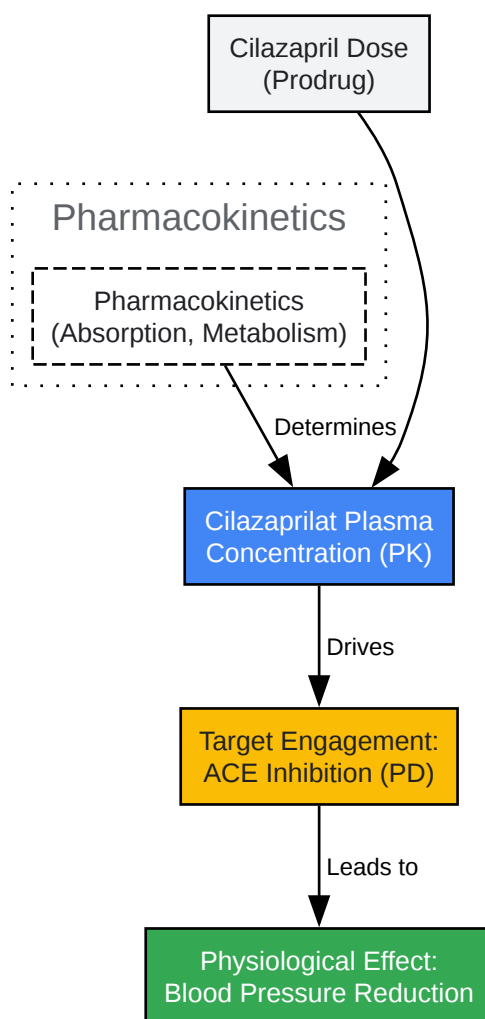 Cilazapril Dose
(Prodrug)
Pharmacokinetics
Pharmacokinetics
(Absorption, Metabolism)
Determines
Cilazaprilat Plasma
Concentration (PK)
Drives
Target Engagement:
ACE Inhibition (PD)
Leads to
Physiological Effect:
Blood Pressure Reduction